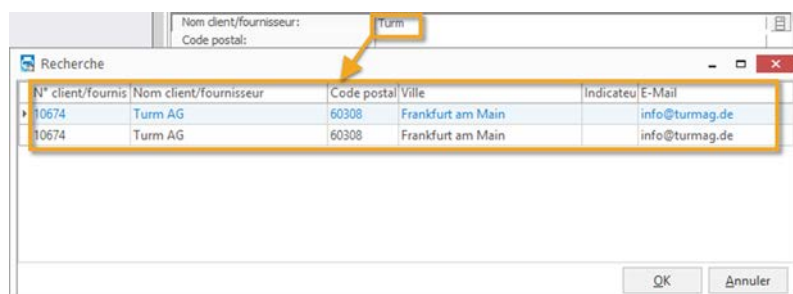 Nom client/fournisseur: Turm
Code postal:
Recherche
N° client/fournis Nom client/fournisseur Code postal Ville Indicateu E-Mail
10674 Turm AG 60308 Frankfurt am Main info@turmag.de
10674 Turm AG 60308 Frankfurt am Main info@turmag.de
OK Annuler